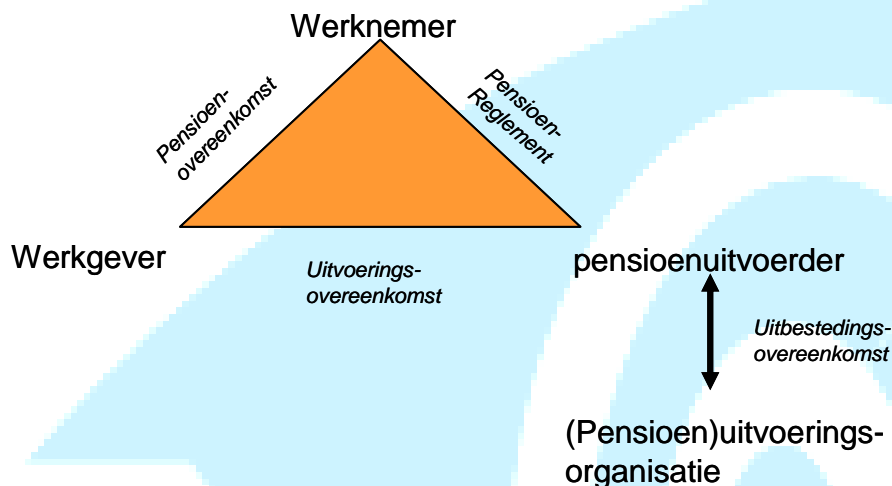 Werknemer
Pensioen-
overeenkomst
Pensioen-
Reglement
Werkgever
Uitvoerings-
overeenkomst
pensioenuitvoerder
Uitbestedings-
overeenkomst
(Pensioen)uitvoerings-
organisatie